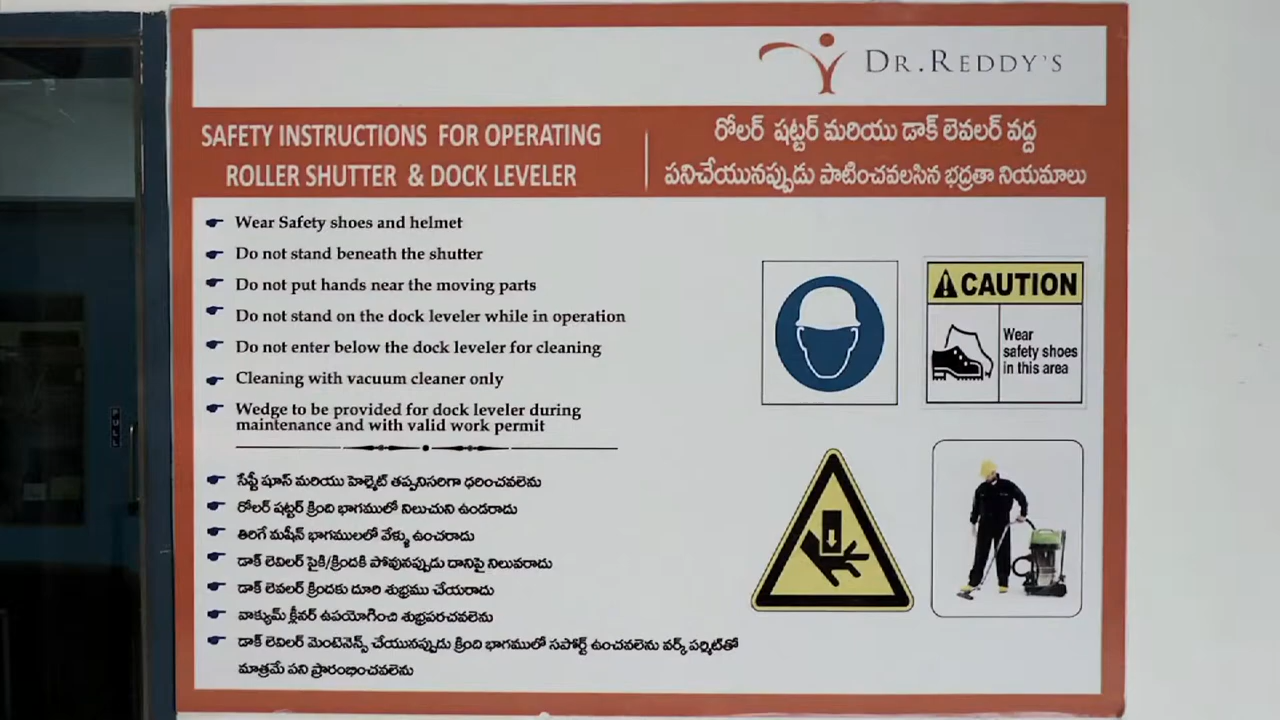 DR.REDDY'S
SAFETY INSTRUCTIONS FOR OPERATING
ROLLER SHUTTER & DOCK LEVELER
రోలర్ షట్టర్ మరియు డాక్ లెవలర్ వద్ద
పనిచేయునప్పుడు పాటించవలసిన భద్రతా నియమాలు
Wear Safety shoes and helmet
Do not stand beneath the shutter
Do not put hands near the moving parts
Do not stand on the dock leveler while in operation
Do not enter below the dock leveler for cleaning
Cleaning with vacuum cleaner only
Wedge to be provided for dock leveler during
maintenance and with valid work permit
సేఫ్టీ షూస్ మరియు హెల్మెట్ తప్పనిసరిగా ధరించవలెను
రోలర్ షట్టర్ క్రింది భాగములో నిలుచుని ఉండరాదు
తిరిగే మషీన్ భాగములలో వేళ్ళు ఉంచరాదు
డాక్ లెవిలర్ పైకి/క్రిందకి పోవునప్పుడు దానిపై నిలువరాదు
డాక్ లెవలర్ క్రిందకు దూరి శుభ్రము చేయరాదు
వాక్యుమ్ క్లీనర్ ఉపయోగించి శుభ్రపరచవలెను
డాక్ లెవిలర్ మెంటెనెన్స్ చేయునప్పుడు క్రింది భాగములో సపోర్ట్ ఉంచవలెను వర్క్ పర్మిట్‌తో
మాత్రమే పని ప్రారంభించవలెను
CAUTION
Wear
safety shoes
in this area
PULL